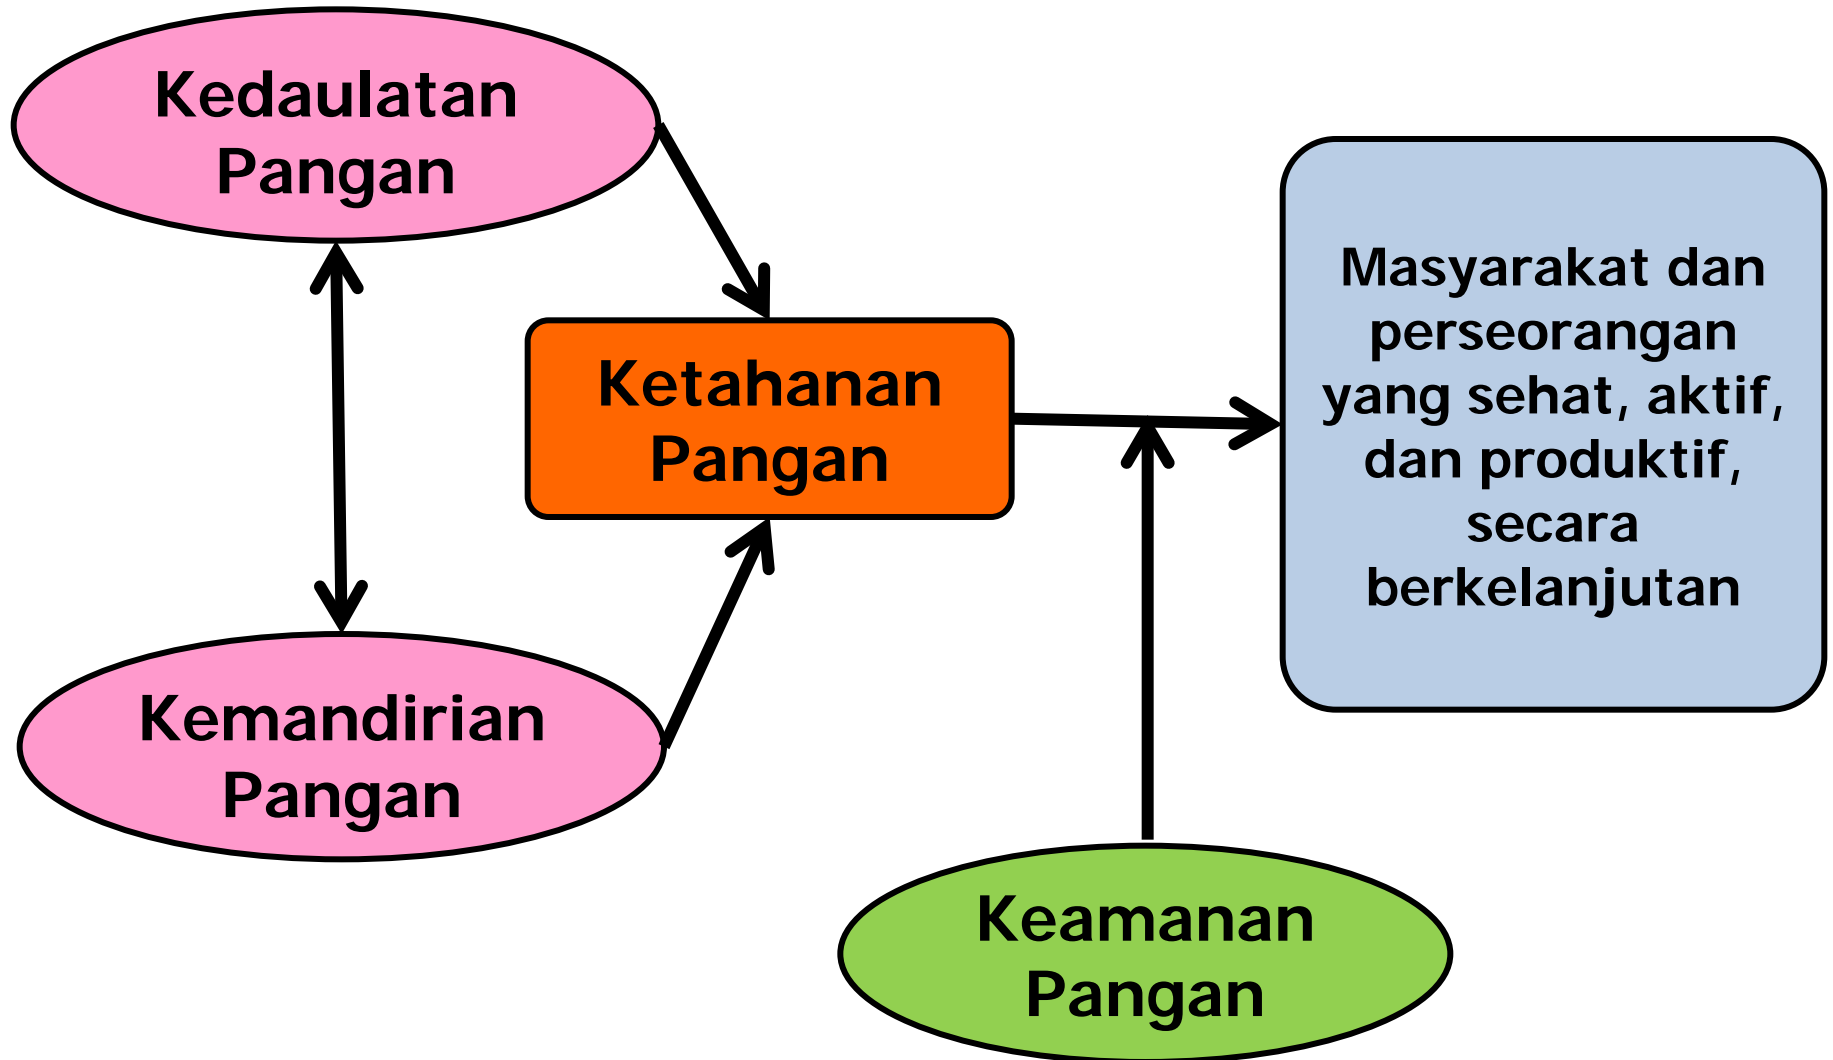 Kedaulatan
Pangan
Ketahanan
Pangan
Masyarakat dan
perseorangan
yang sehat, aktif,
dan produktif,
secara
berkelanjutan
Kemandirian
Pangan
Keamanan
Pangan